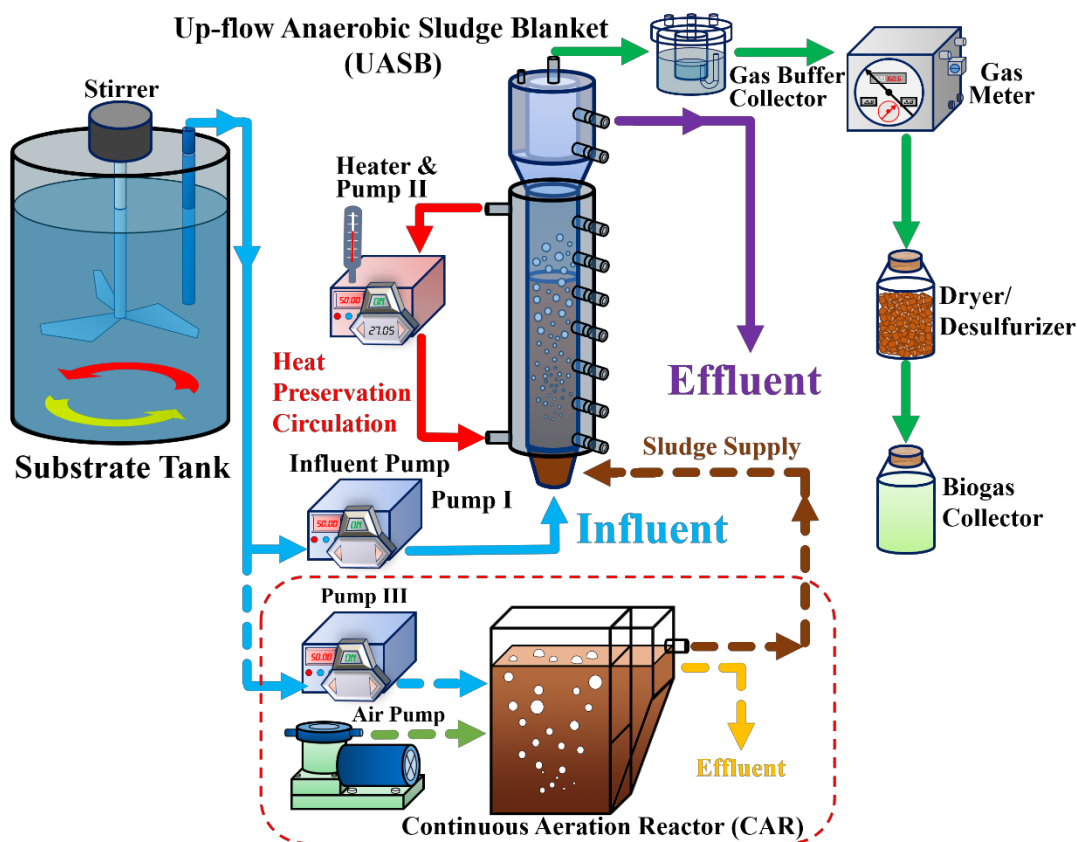 Up-flow Anaerobic Sludge Blanket
(UASB)
Stirrer
Gas Buffer
Collector
Gas
Meter
Heater &
Pump II
50.00
ON
27.05
Heat
Preservation
Circulation
Dryer/
Desulfurizer
Effluent
Substrate Tank
Sludge Supply
Influent Pump
Pump I
50.00
ON
Influent
Biogas
Collector
Pump III
50.00
ON
Air Pump
Effluent
Continuous Aeration Reactor (CAR)